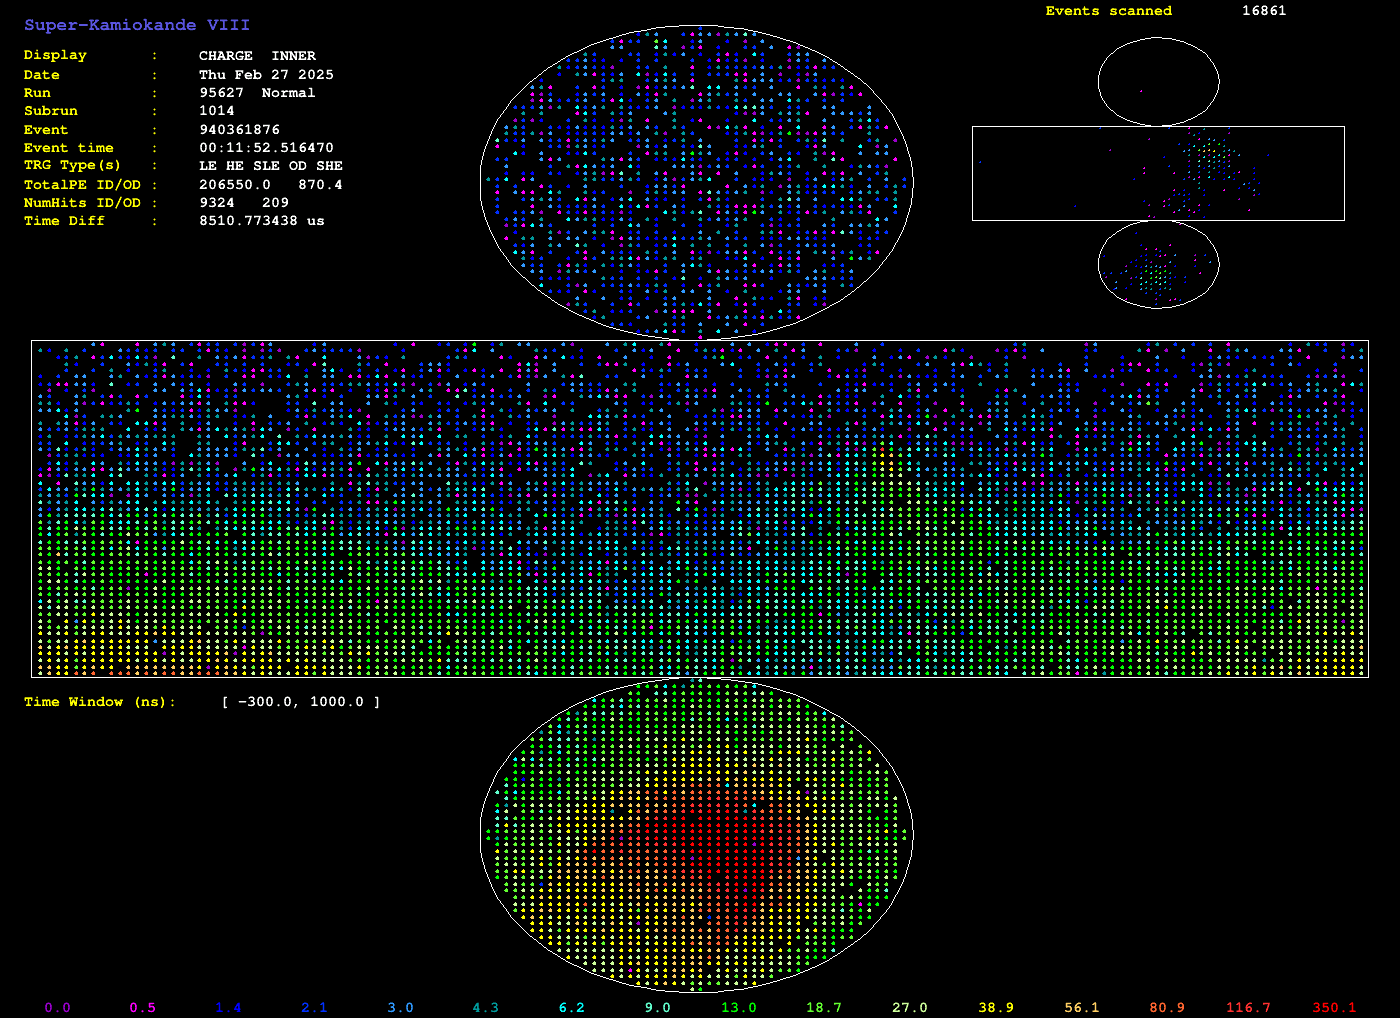 Super-Kamiokande VIII
Display : CHARGE INNER
Date : Thu Feb 27 2025
Run : 95627 Normal
Subrun : 1014
Event : 940361876
Event time : 00:11:52.516470
TRG Type(s) : LE HE SLE OD SHE
TotalPE ID/OD : 206550.0 870.4
NumHits ID/OD : 9324 209
Time Diff : 8510.773438 us
Events scanned 16861
Time Window (ns): [ -300.0, 1000.0 ]
0.0 0.5 1.4 2.1 3.0 4.3 6.2 9.0 13.0 18.7 27.0 38.9 56.1 80.9 116.7 350.1